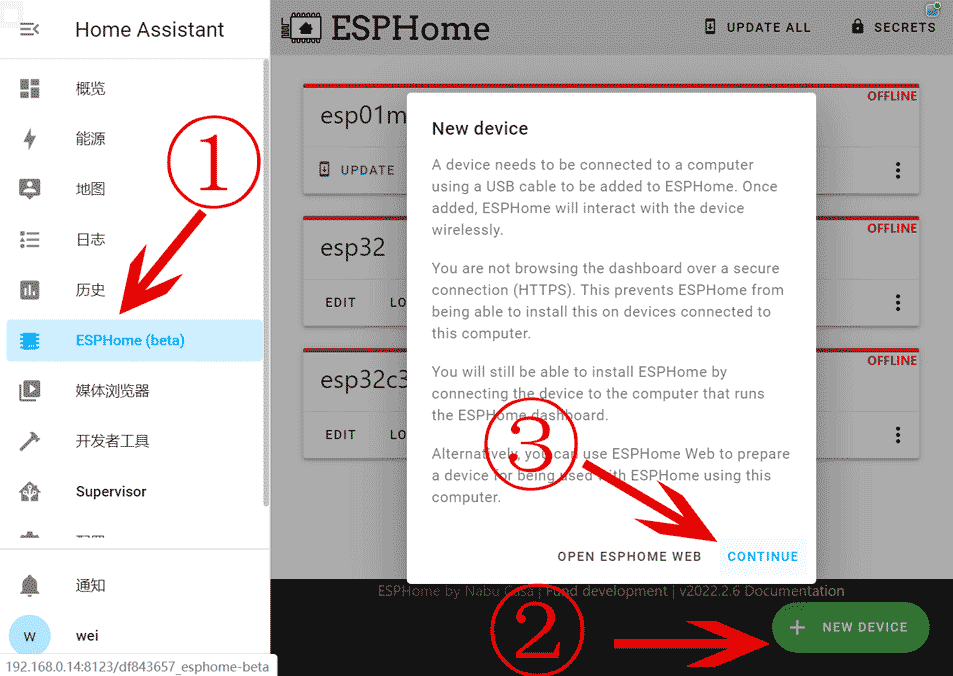 Home Assistant
概览
能源
地图
日志
历史
ESPHome (beta)
媒体浏览器
开发者工具
Supervisor
通知
W
wei
192.168.0.14:8123/df843657_esphome-beta
1
ESPHome
UPDATE ALL
SECRETS
OFFLINE
esp01m
UPDATE
OFFLINE
esp32
EDIT
LO
OFFLINE
esp32c3
EDIT
LO
New device
A device needs to be connected to a computer
using a USB cable to be added to ESPHome. Once
added, ESPHome will interact with the device
wirelessly.
You are not browsing the dashboard over a secure
connection (HTTPS). This prevents ESPHome from
being able to install this on devices connected to
this computer.
You will still be able to install ESPHome by
connecting the device to the computer that runs
the ESPHome dashboard.
Alternatively, you can use ESPHome Web to prepare
a device for being used with ESPHome using this
computer.
3
OPEN ESPHOME WEB
CONTINUE
ESPHome by Nabu Casa | Fund development | v2022.2.6 Documentation
2
NEW DEVICE